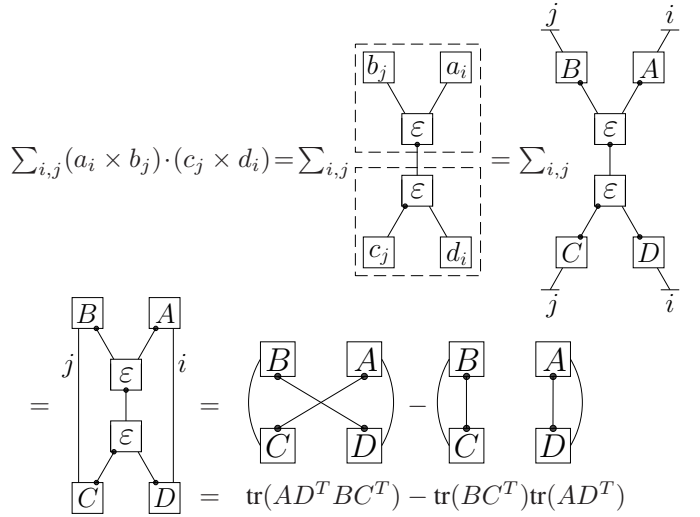 j i
b_j a_i B A
ε ε
∑_{i,j}(a_i × b_j)·(c_j × d_i) = ∑_{i,j} = ∑_{i,j}
ε ε
c_j d_i C D
j i
B A
j ε i B A B A
= = −
ε C D C D
C D = tr(AD^T BC^T) − tr(BC^T)tr(AD^T)